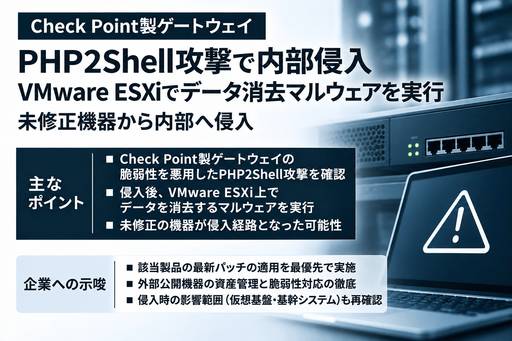 Check Point製ゲートウェイ
PHP2Shell攻撃で内部侵入
VMware ESXiでデータ消去マルウェアを実行
未修正機器から内部へ侵入
主な
ポイント
■ Check Point製ゲートウェイの
脆弱性を悪用したPHP2Shell攻撃を確認
■ 侵入後、VMware ESXi上で
データを消去するマルウェアを実行
■ 未修正の機器が侵入経路となった可能性
企業への示唆
■ 該当製品の最新パッチの適用を最優先で実施
■ 外部公開機器の資産管理と脆弱性対応の徹底
■ 侵入時の影響範囲（仮想基盤・基幹システム）も再確認